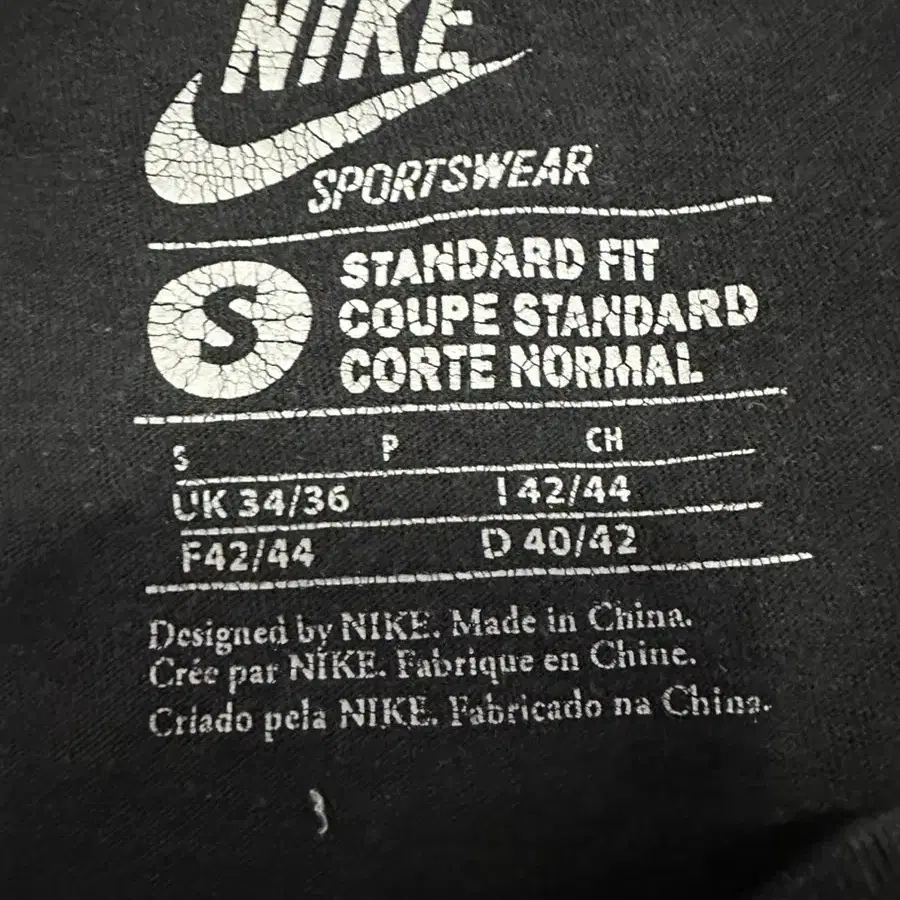 NIKE
SPORTSWEAR
S
STANDARD FIT
COUPE STANDARD
CORTE NORMAL
S P CH
UK 34/36 I 42/44
F42/44 D 40/42
Designed by NIKE. Made in China.
Crée par NIKE. Fabrique en Chine.
Criado pela NIKE. Fabricado na China.